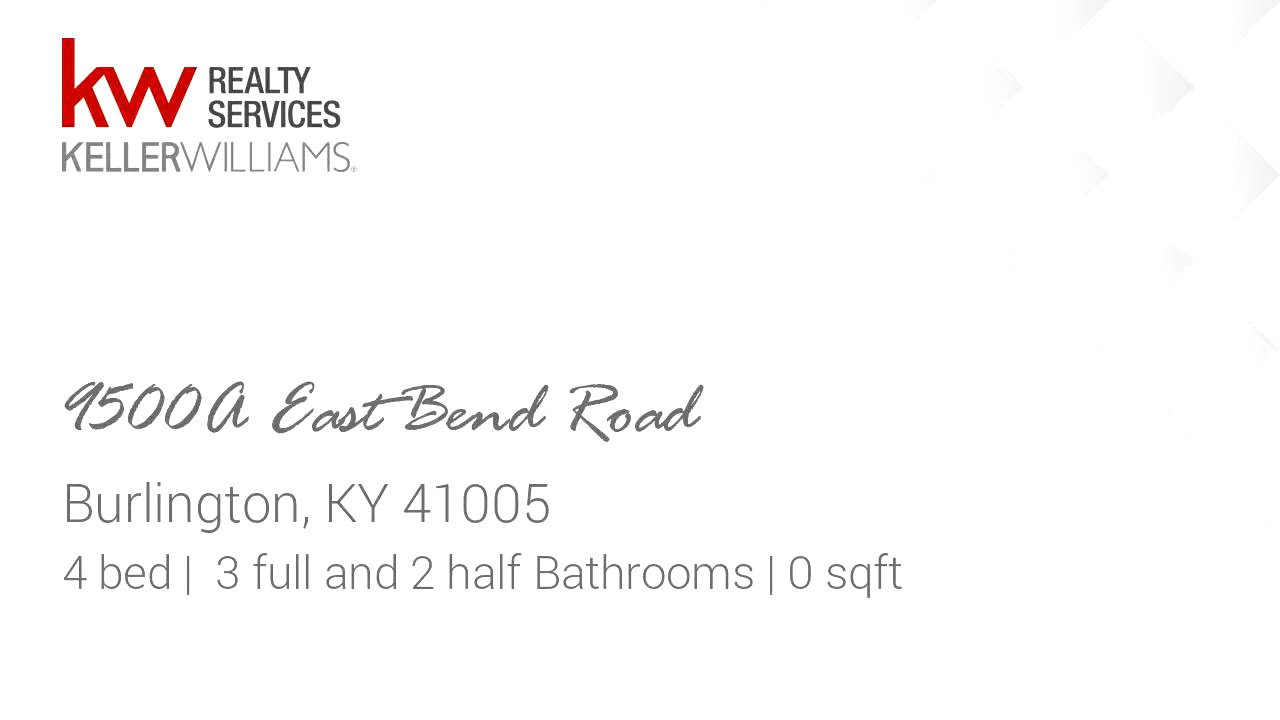 kw REALTY
SERVICES
KELLERWILLIAMS®
9500A East Bend Road
Burlington, KY 41005
4 bed | 3 full and 2 half Bathrooms | 0 sqft